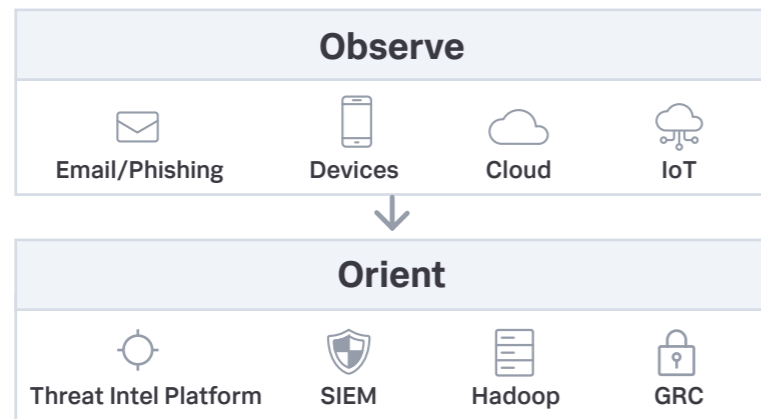 Observe
Email/Phishing Devices Cloud IoT
Orient
Threat Intel Platform SIEM Hadoop GRC